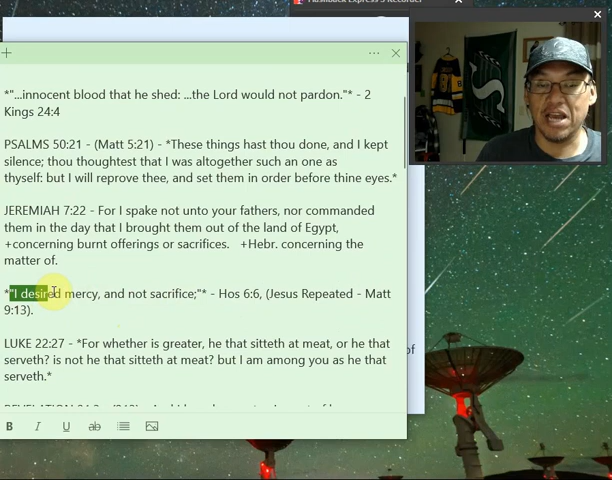 FlashBack Express 5 Recorder
*"...innocent blood that he shed: ...the Lord would not pardon."* - 2
Kings 24:4
PSALMS 50:21 - (Matt 5:21) - *These things hast thou done, and I kept
silence; thou thoughtest that I was altogether such an one as
thyself: but I will reprove thee, and set them in order before thine eyes.*
JEREMIAH 7:22 - For I spake not unto your fathers, nor commanded
them in the day that I brought them out of the land of Egypt,
+concerning burnt offerings or sacrifices. +Hebr. concerning the
matter of.
*"I desired mercy, and not sacrifice;"* - Hos 6:6, (Jesus Repeated - Matt
9:13).
LUKE 22:27 - *For whether is greater, he that sitteth at meat, or he that
serveth? is not he that sitteth at meat? but I am among you as he that
serveth.*
of
B I U ab